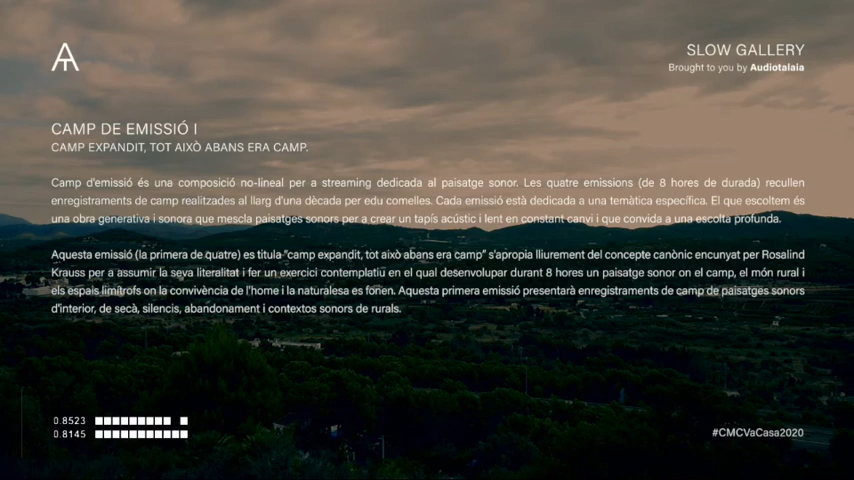 AT
SLOW GALLERY
Brought to you by Audiotalaia
CAMP DE EMISSIÓ I
CAMP EXPANDIT, TOT AIXÒ ABANS ERA CAMP.
Camp d'emissió és una composició no-lineal per a streaming dedicada al paisatge sonor. Les quatre emissions (de 8 hores de durada) recullen
enregistraments de camp realitzades al llarg d'una dècada per edu comelles. Cada emissió està dedicada a una temàtica específica. El que escoltem és
una obra generativa i sonora que mescla paisatges sonors per a crear un tapís acústic i lent en constant canvi i que convida a una escolta profunda.
Aquesta emissió (la primera de quatre) es titula "camp expandit, tot això abans era camp" s'apropia lliurement del concepte canònic encunyat per Rosalind
Krauss per a assumir la seva literalitat i fer un exercici contemplatiu en el qual desenvolupar durant 8 hores un paisatge sonor on el camp, el món rural i
els espais limítrofs on la convivència de l'home i la naturalesa es fonen. Aquesta primera emissió presentarà enregistraments de camp de paisatges sonors
d'interior, de secà, silencis, abandonament i contextos sonors de rurals.
0.8523
0.8145
#CMCVaCasa2020